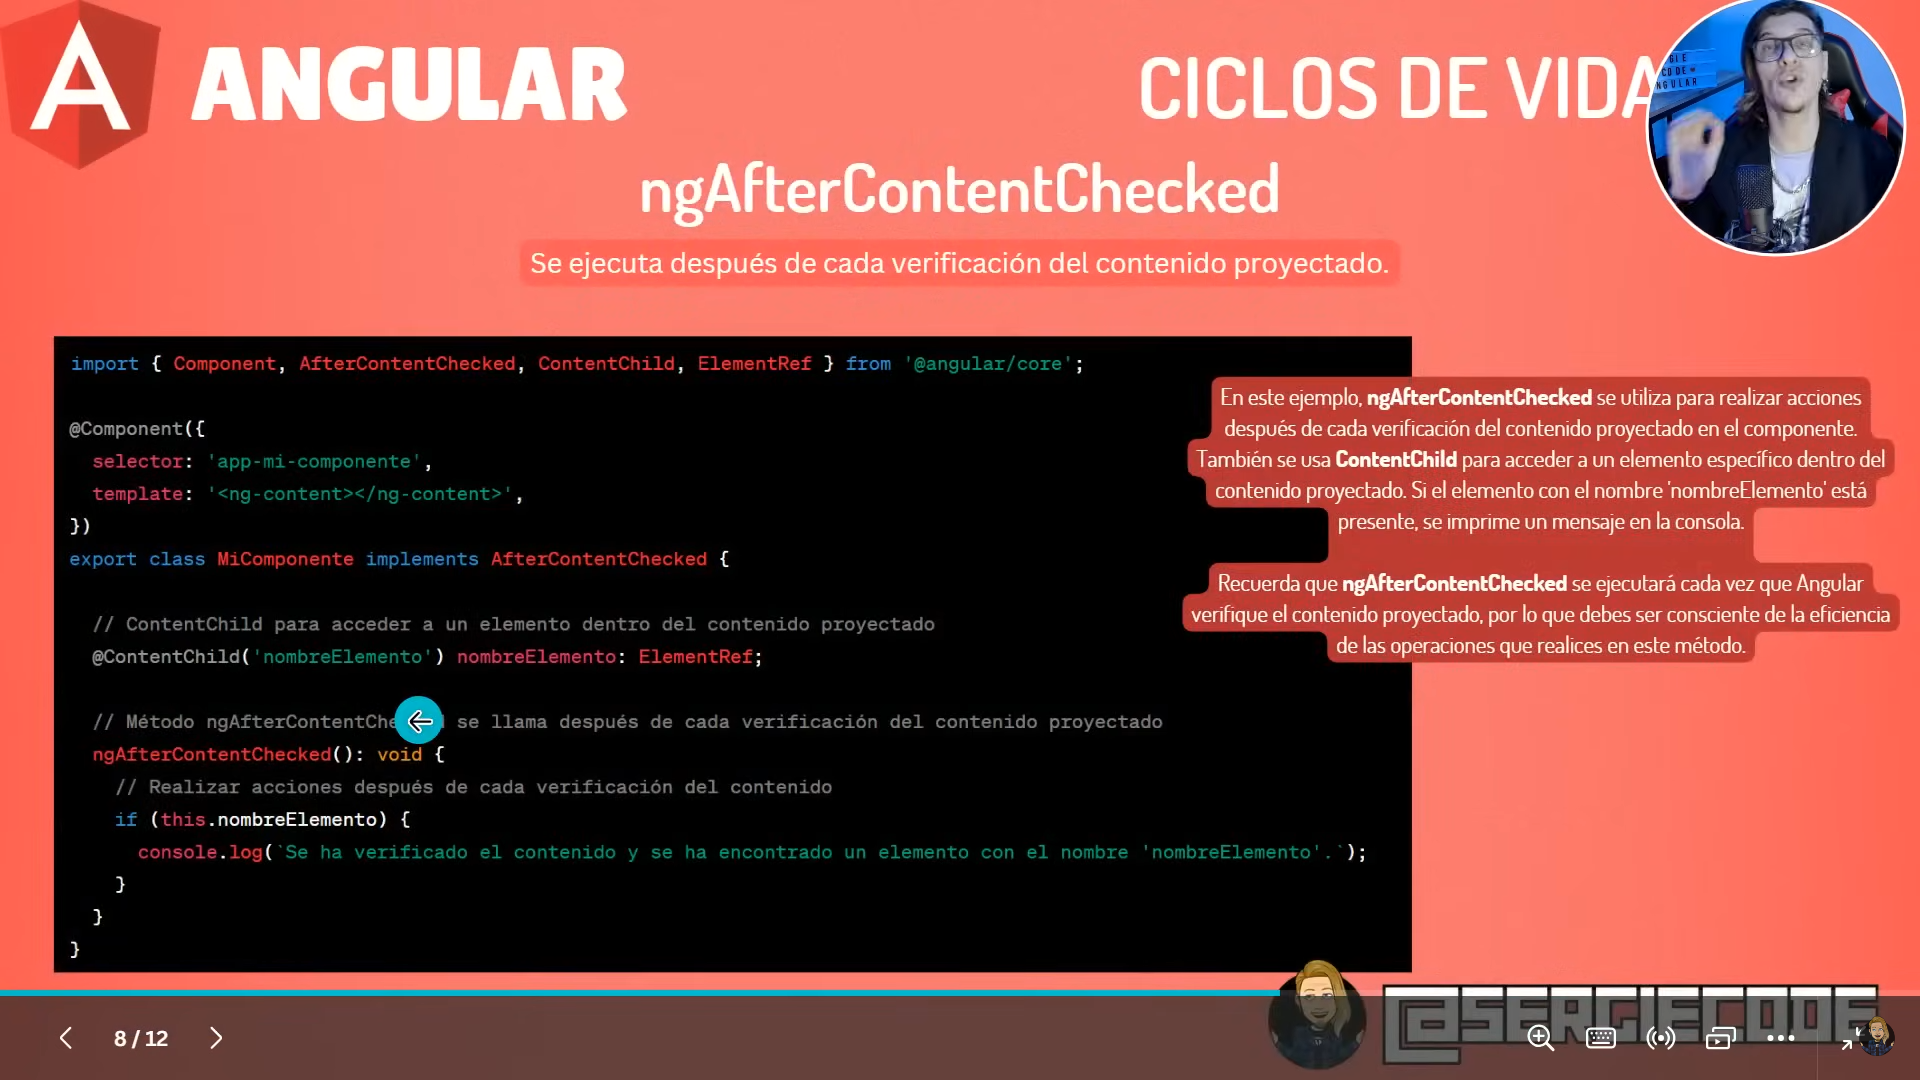 ANGULAR
CICLOS DE VIDA
ngAfterContentChecked
Se ejecuta después de cada verificación del contenido proyectado.
import { Component, AfterContentChecked, ContentChild, ElementRef } from '@angular/core';
@Component({
  selector: 'app-mi-componente',
  template: '<ng-content></ng-content>',
})
export class MiComponente implements AfterContentChecked {
  // ContentChild para acceder a un elemento dentro del contenido proyectado
  @ContentChild('nombreElemento') nombreElemento: ElementRef;
  // Método se llama después de cada verificación del contenido proyectado
  ngAfterContentChecked(): void {
    // Realizar acciones después de cada verificación del contenido
    if (this.nombreElemento) {
      console.log(`Se ha verificado el contenido y se ha encontrado un elemento con el nombre 'nombreElemento'.`);
    }
  }
}
En este ejemplo, ngAfterContentChecked se utiliza para realizar acciones
después de cada verificación del contenido proyectado en el componente.
También se usa ContentChild para acceder a un elemento específico dentro del
contenido proyectado. Si el elemento con el nombre 'nombreElemento' está
presente, se imprime un mensaje en la consola.
Recuerda que ngAfterContentChecked se ejecutará cada vez que Angular
verifique el contenido proyectado, por lo que debes ser consciente de la eficiencia
de las operaciones que realices en este método.
@SERGIECODE
8 / 12